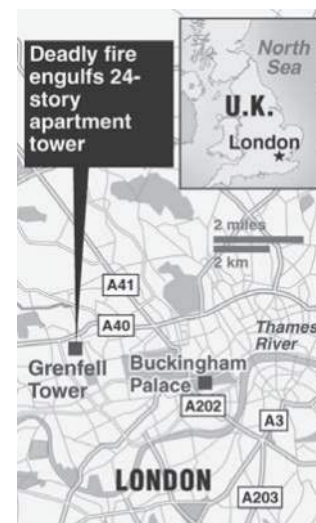 Deadly fire
engulfs 24-
story
apartment
tower
North
Sea
U.K.
London
2 miles
2 km
A41
A40
Thames
River
Grenfell
Tower
Buckingham
Palace
A202
A3
LONDON
A203